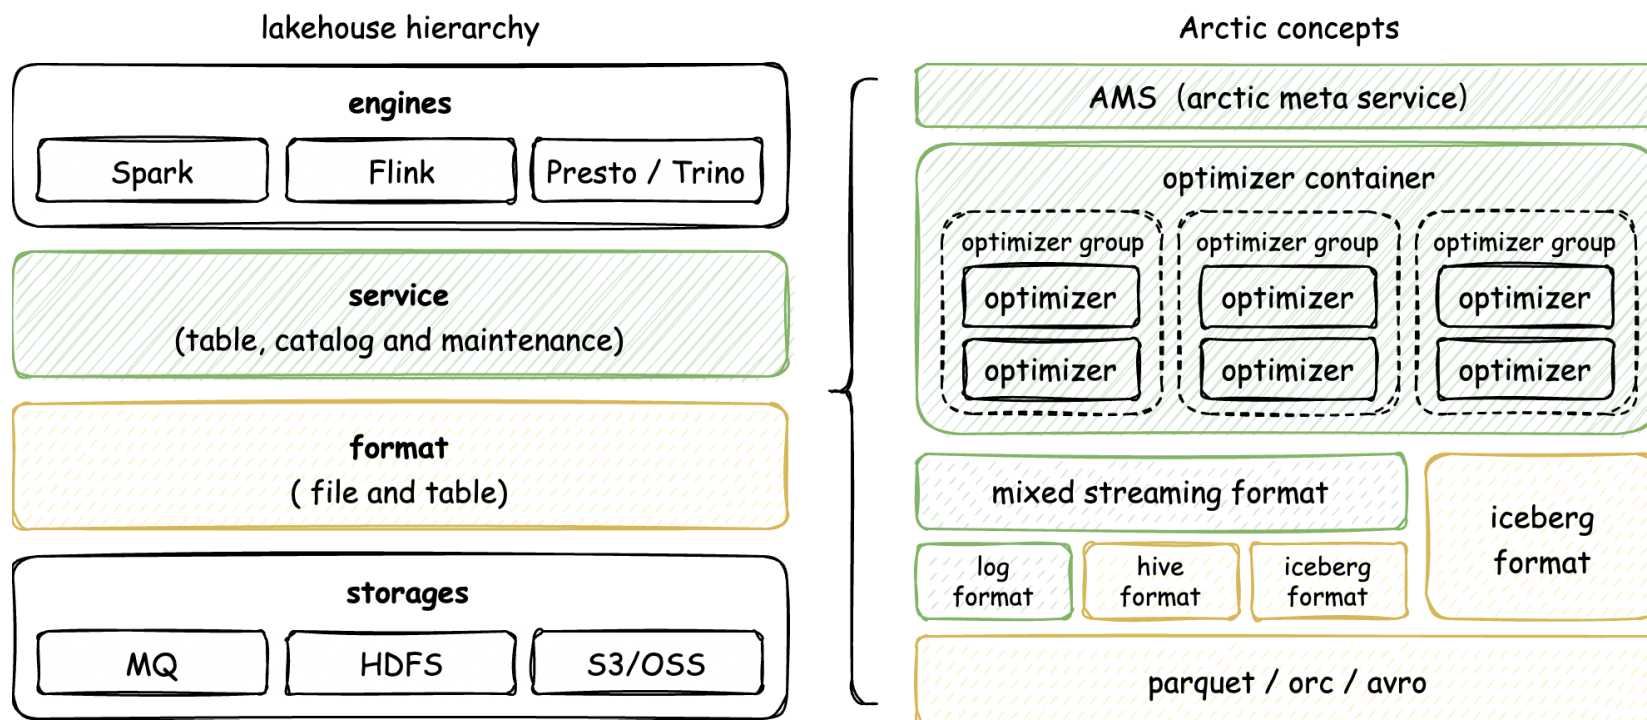 lakehouse hierarchy
engines
Spark
Flink
Presto / Trino
service
(table, catalog and maintenance)
format
( file and table)
storages
MQ
HDFS
S3/OSS
Arctic concepts
AMS (arctic meta service)
optimizer container
optimizer group
optimizer
optimizer
optimizer group
optimizer
optimizer
optimizer group
optimizer
optimizer
mixed streaming format
log
format
hive
format
iceberg
format
iceberg
format
parquet / orc / avro